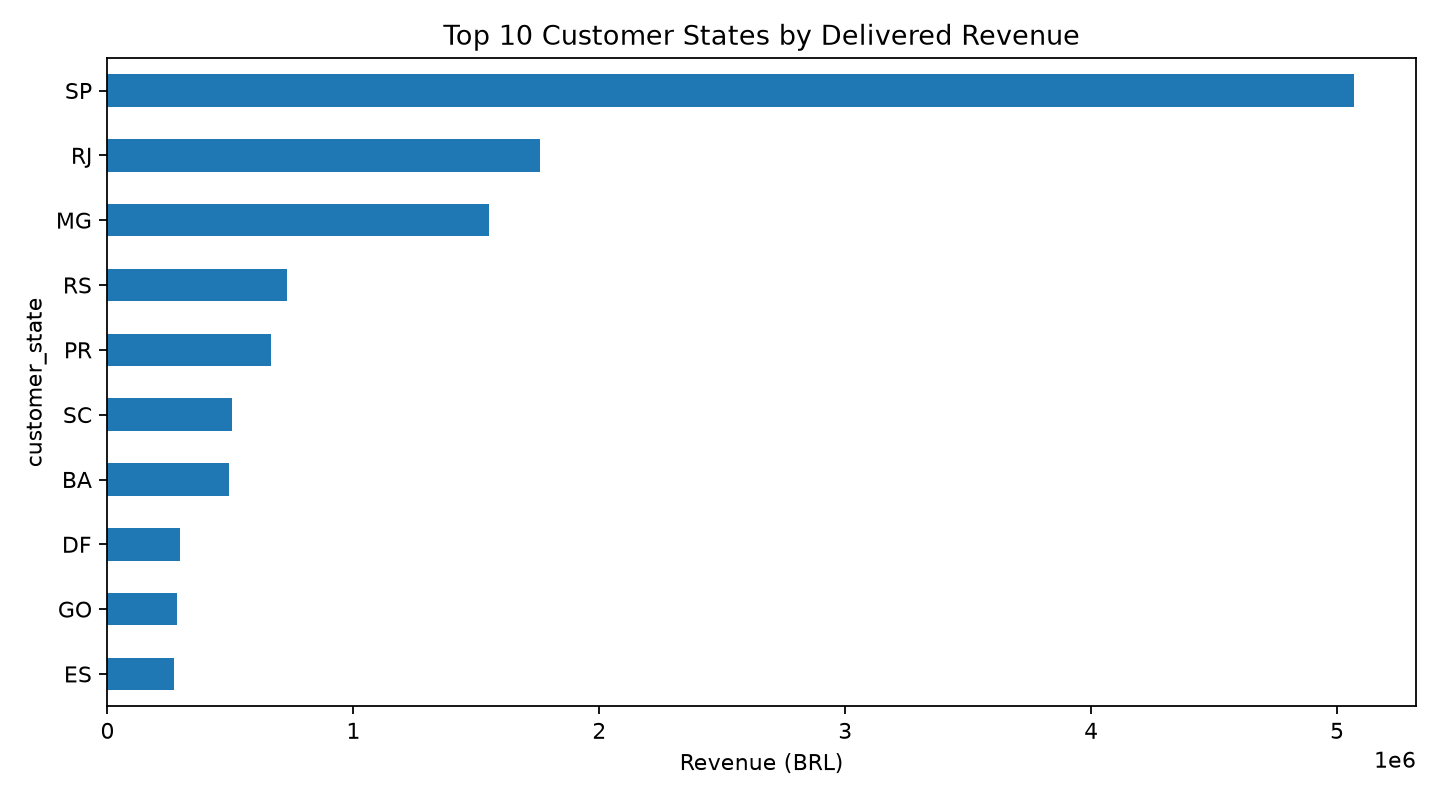 Top 10 Customer States by Delivered Revenue
customer_state
SP
RJ
MG
RS
PR
SC
BA
DF
GO
ES
0 1 2 3 4 5
1e6
Revenue (BRL)